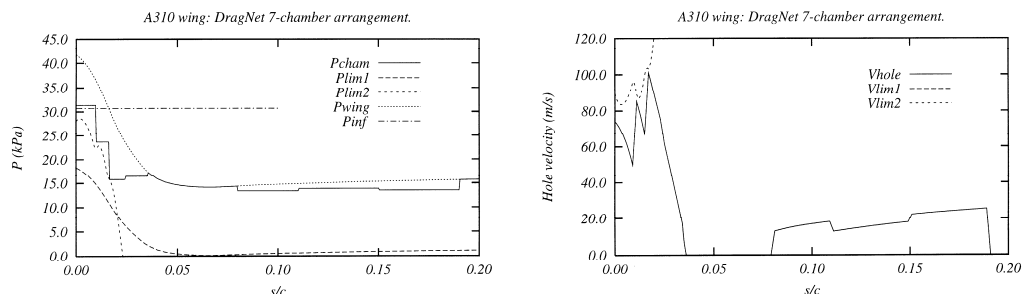 A310 wing: DragNet 7-chamber arrangement.
45.0
40.0
35.0
30.0
25.0
20.0
15.0
10.0
5.0
0.0
P (kPa)
Pcham
Plim1
Plim2
Pwing
Pinf
0.00
0.05
0.10
0.15
0.20
s/c
A310 wing: DragNet 7-chamber arrangement.
120.0
100.0
80.0
60.0
40.0
20.0
0.0
Hole velocity (m/s)
Vhole
Vlim1
Vlim2
0.00
0.05
0.10
0.15
0.20
s/c